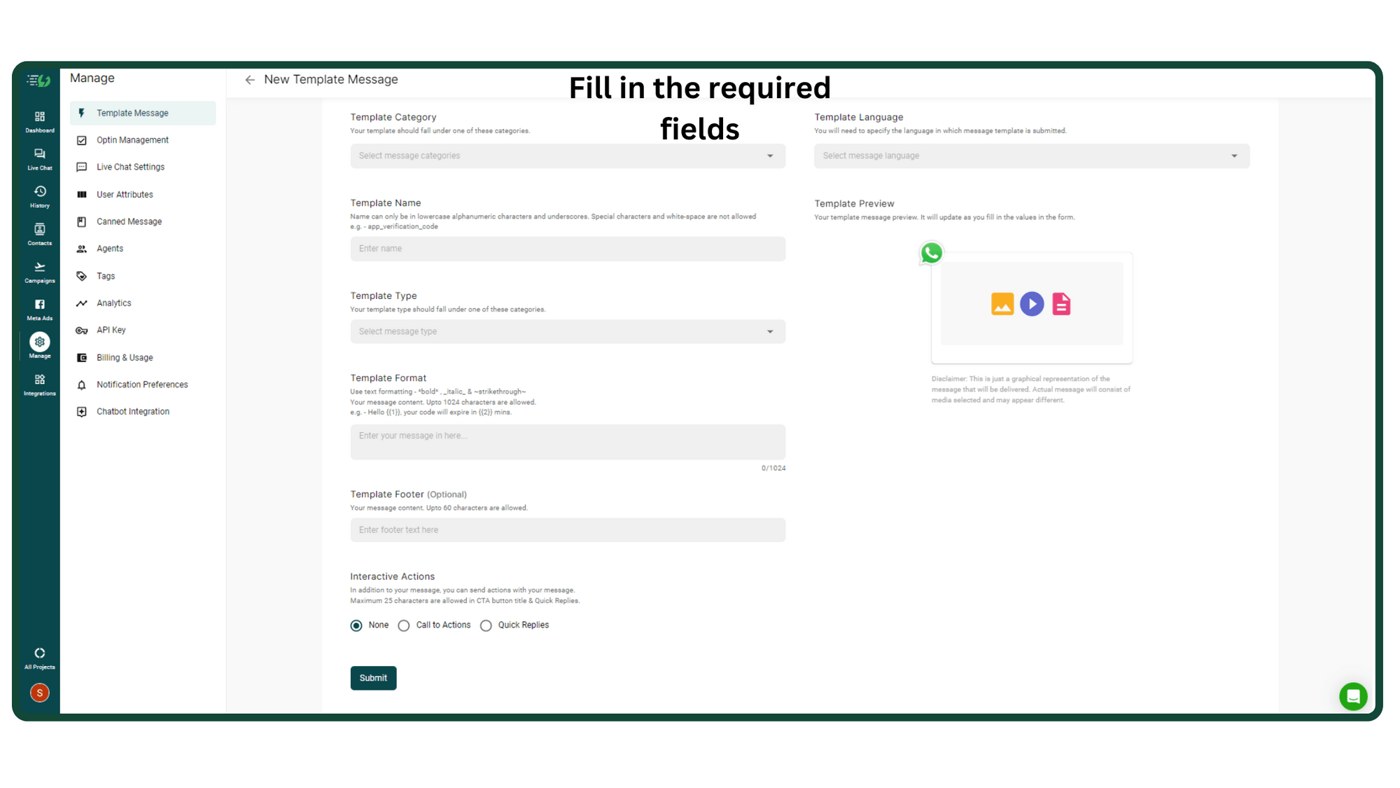 Manage
New Template Message
Fill in the required
fields
Dashboard
Live Chat
History
Contacts
Campaigns
Meta Ads
Manage
Integrations
All Projects
S
Template Message
Optin Management
Live Chat Settings
User Attributes
Canned Message
Agents
Tags
Analytics
API Key
Billing & Usage
Notification Preferences
Chatbot Integration
Template Category
Your template should fall under one of these categories.
Select message categories
Template Language
You will need to specify the language in which message template is submitted.
Select message language
Template Name
Name can only be in lowercase alphanumeric characters and underscores. Special characters and white-space are not allowed
e.g. - app_verification_code
Enter name
Template Preview
Your template message preview. It will update as you fill in the values in the form.
Disclaimer: This is just a graphical representation of the
message that will be delivered. Actual message will consist of
media selected and may appear different.
Template Type
Your template type should fall under one of these categories.
Select message type
Template Format
Use text formatting - *bold* , _italic_ & ~strikethrough~
Your message content. Upto 1024 characters are allowed.
e.g. - Hello {{1}}, your code will expire in {{2}} mins.
Enter your message in here...
0/1024
Template Footer (Optional)
Your message content. Upto 60 characters are allowed.
Enter footer text here
Interactive Actions
In addition to your message, you can send actions with your message.
Maximum 25 characters are allowed in CTA button title & Quick Replies.
None Call to Actions Quick Replies
Submit